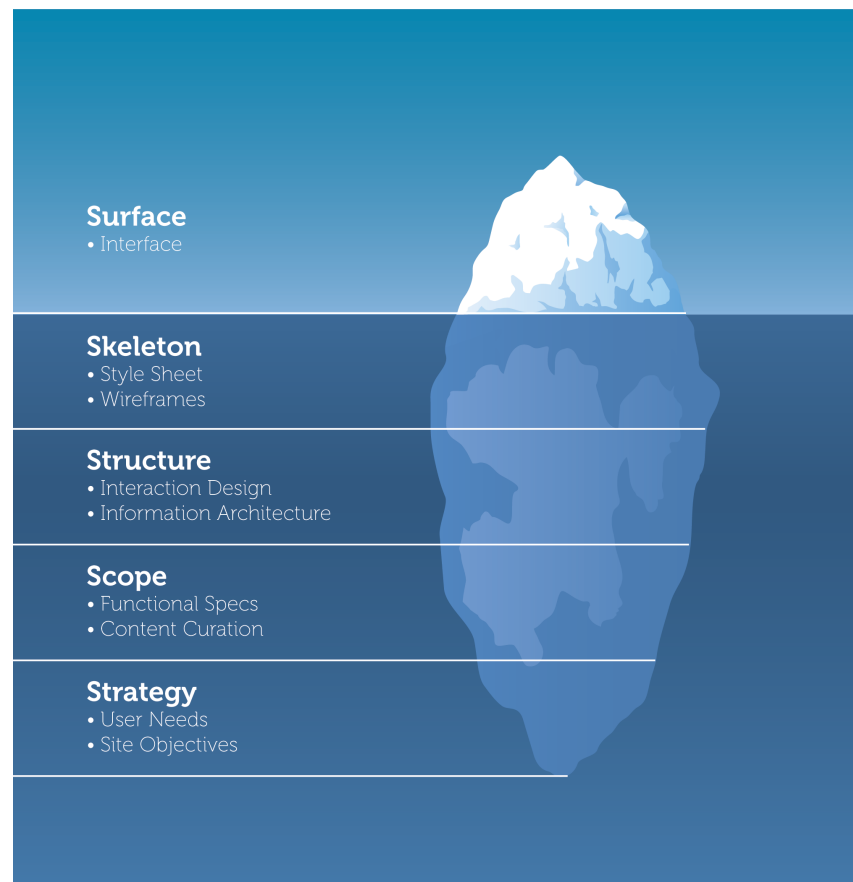 Surface
• Interface
Skeleton
• Style Sheet
• Wireframes
Structure
• Interaction Design
• Information Architecture
Scope
• Functional Specs
• Content Curation
Strategy
• User Needs
• Site Objectives